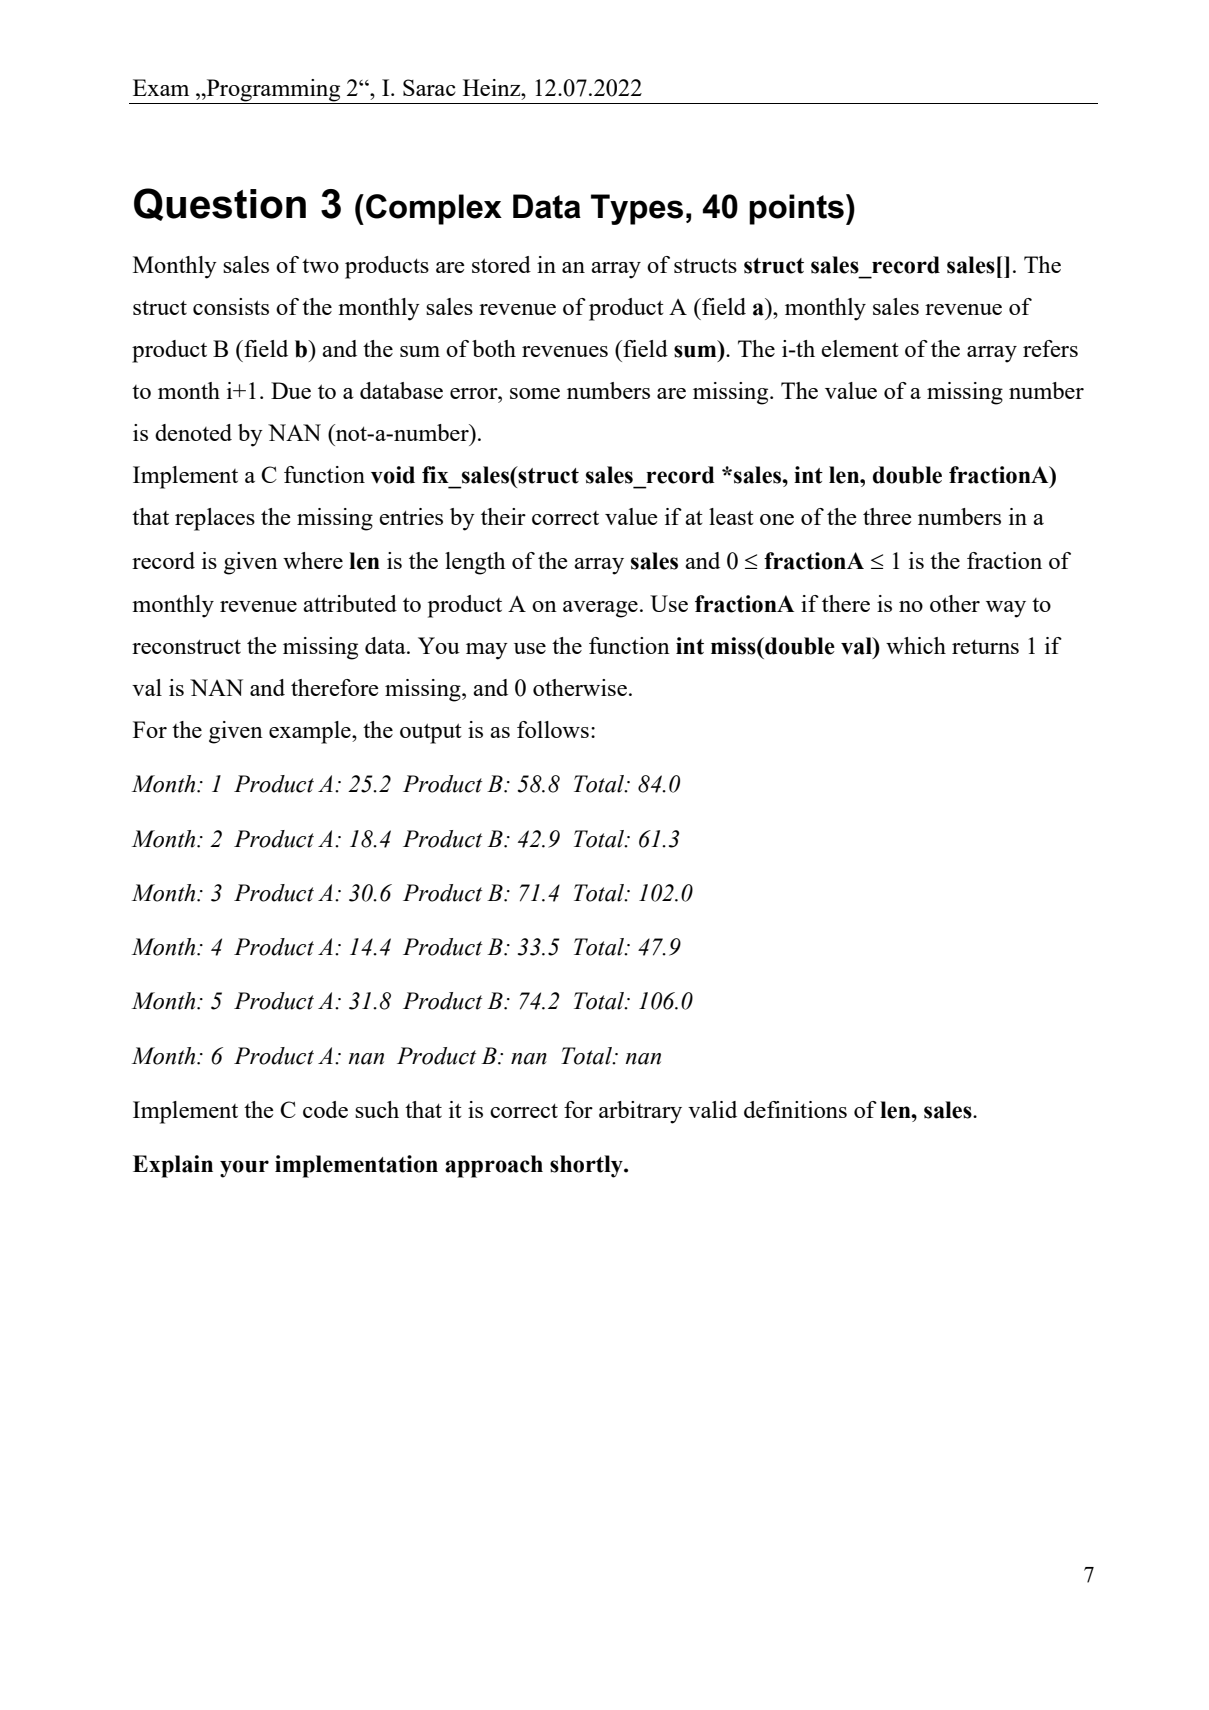 Exam „Programming 2“, I. Sarac Heinz, 12.07.2022
Question 3 (Complex Data Types, 40 points)
Monthly sales of two products are stored in an array of structs struct sales_record sales[]. The
struct consists of the monthly sales revenue of product A (field a), monthly sales revenue of
product B (field b) and the sum of both revenues (field sum). The i-th element of the array refers
to month i+1. Due to a database error, some numbers are missing. The value of a missing number
is denoted by NAN (not-a-number).
Implement a C function void fix_sales(struct sales_record *sales, int len, double fractionA)
that replaces the missing entries by their correct value if at least one of the three numbers in a
record is given where len is the length of the array sales and 0 ≤ fractionA ≤ 1 is the fraction of
monthly revenue attributed to product A on average. Use fractionA if there is no other way to
reconstruct the missing data. You may use the function int miss(double val) which returns 1 if
val is NAN and therefore missing, and 0 otherwise.
For the given example, the output is as follows:
Month: 1 Product A: 25.2 Product B: 58.8 Total: 84.0
Month: 2 Product A: 18.4 Product B: 42.9 Total: 61.3
Month: 3 Product A: 30.6 Product B: 71.4 Total: 102.0
Month: 4 Product A: 14.4 Product B: 33.5 Total: 47.9
Month: 5 Product A: 31.8 Product B: 74.2 Total: 106.0
Month: 6 Product A: nan Product B: nan Total: nan
Implement the C code such that it is correct for arbitrary valid definitions of len, sales.
Explain your implementation approach shortly.
7